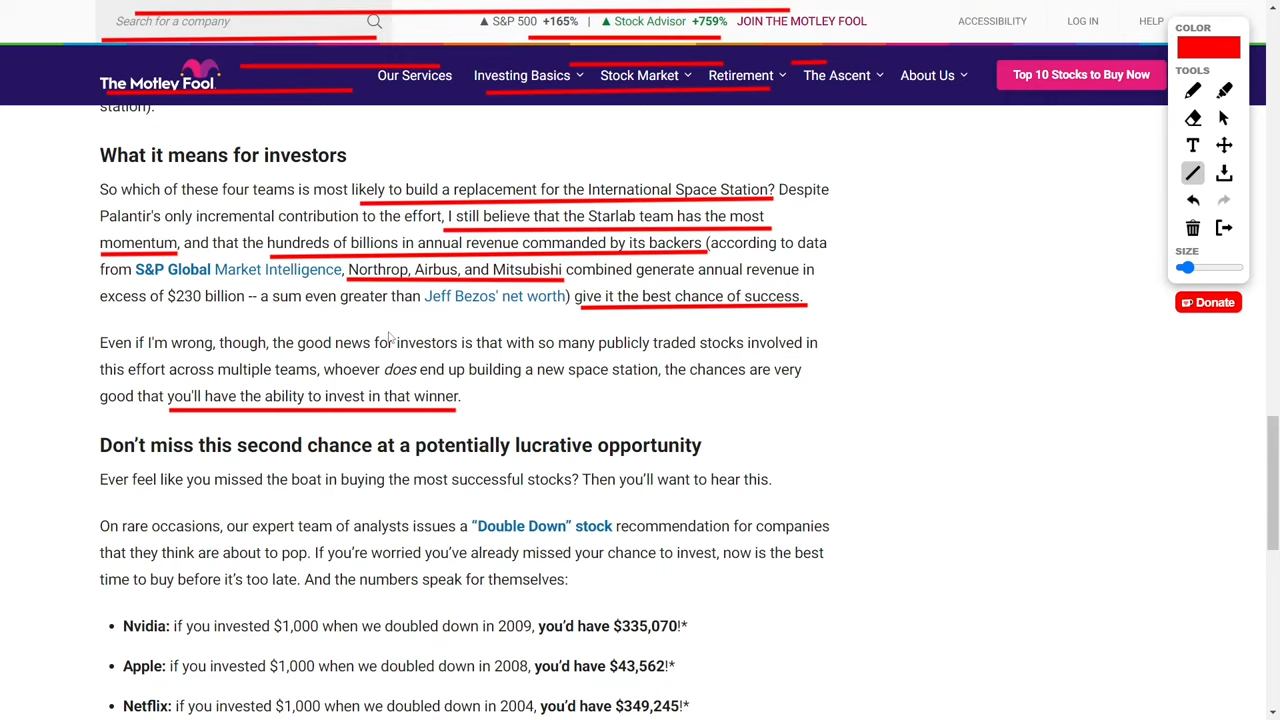 Search for a company
▲ S&P 500 +165% | ▲ Stock Advisor +759% JOIN THE MOTLEY FOOL
ACCESSIBILITY LOG IN HELP
The Motley Fool
Our Services Investing Basics Stock Market Retirement The Ascent About Us Top 10 Stocks to Buy Now
station).
What it means for investors
So which of these four teams is most likely to build a replacement for the International Space Station? Despite
Palantir's only incremental contribution to the effort, I still believe that the Starlab team has the most
momentum, and that the hundreds of billions in annual revenue commanded by its backers (according to data
from S&P Global Market Intelligence, Northrop, Airbus, and Mitsubishi combined generate annual revenue in
excess of $230 billion -- a sum even greater than Jeff Bezos' net worth) give it the best chance of success.
Even if I'm wrong, though, the good news for investors is that with so many publicly traded stocks involved in
this effort across multiple teams, whoever does end up building a new space station, the chances are very
good that you'll have the ability to invest in that winner.
Don’t miss this second chance at a potentially lucrative opportunity
Ever feel like you missed the boat in buying the most successful stocks? Then you’ll want to hear this.
On rare occasions, our expert team of analysts issues a “Double Down” stock recommendation for companies
that they think are about to pop. If you’re worried you’ve already missed your chance to invest, now is the best
time to buy before it’s too late. And the numbers speak for themselves:
• Nvidia: if you invested $1,000 when we doubled down in 2009, you’d have $335,070!*
• Apple: if you invested $1,000 when we doubled down in 2008, you’d have $43,562!*
• Netflix: if you invested $1,000 when we doubled down in 2004, you’d have $349,245!*
COLOR
TOOLS
T
SIZE
Donate